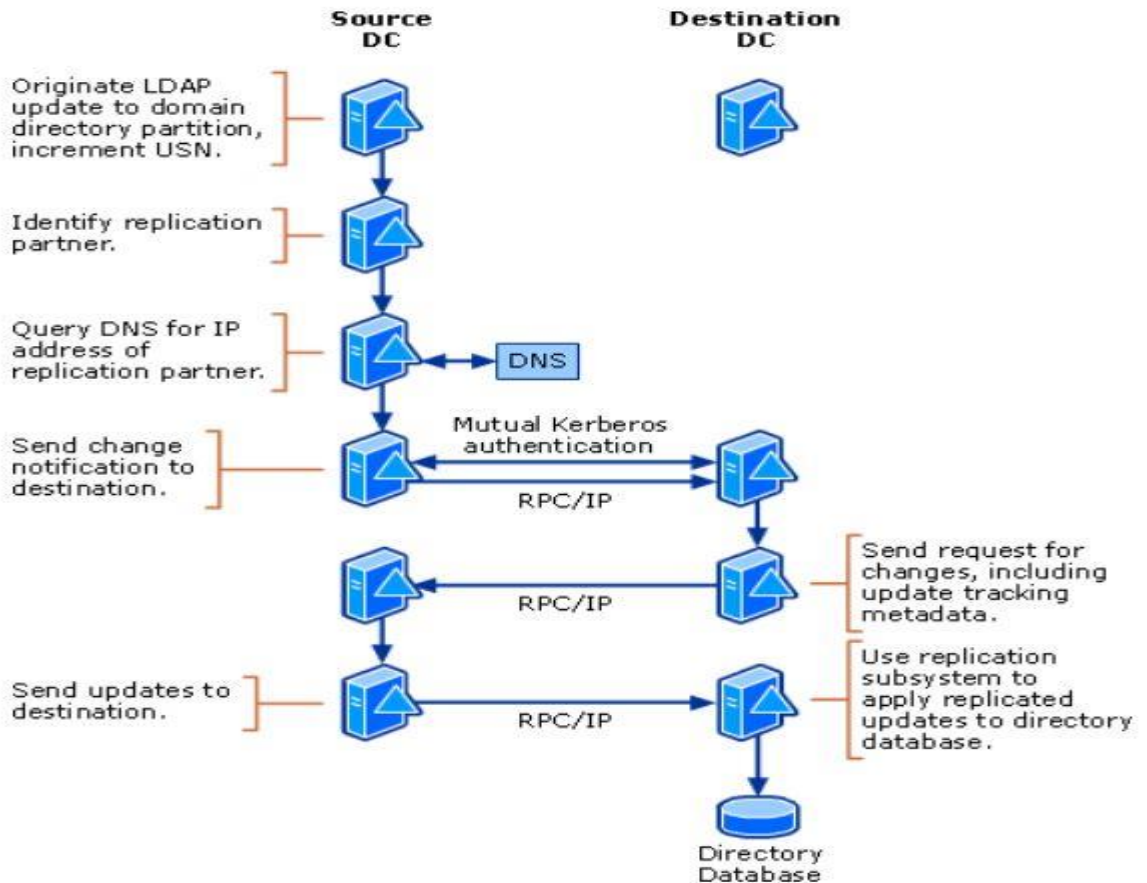 Source
DC
Destination
DC
Originate LDAP
update to domain
directory partition,
increment USN.
Identify replication
partner.
Query DNS for IP
address of
replication partner.
DNS
Send change
notification to
destination.
Mutual Kerberos
authentication
RPC/IP
Send request for
changes, including
update tracking
metadata.
RPC/IP
Send updates to
destination.
RPC/IP
Use replication
subsystem to
apply replicated
updates to directory
database.
Directory
Database